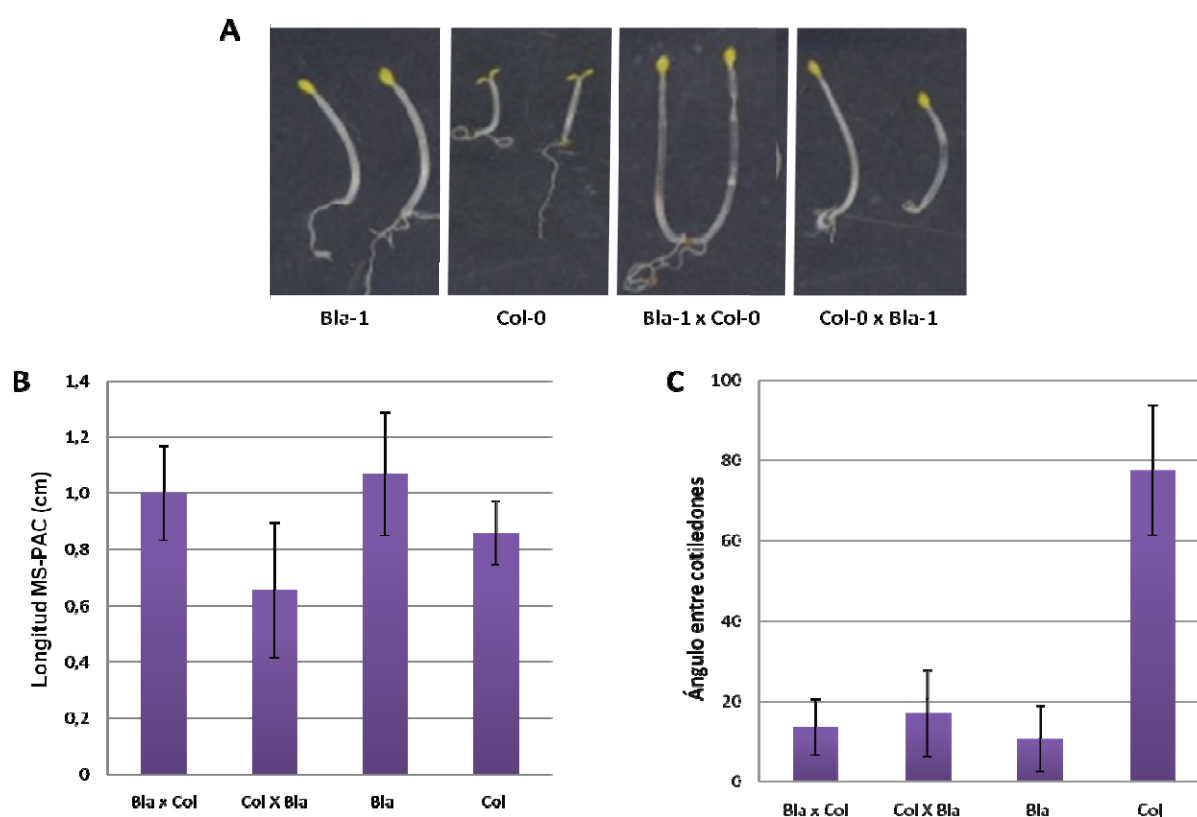 A
Bla-1 Col-0 Bla-1 x Col-0 Col-0 x Bla-1
B
Longitud MS-PAC (cm)
1,4
1,2
1,0
0,8
0,6
0,4
0,2
0
Bla x Col Col X Bla Bla Col
C
Ángulo entre cotiledones
100
80
60
40
20
0
Bla x Col Col X Bla Bla Col